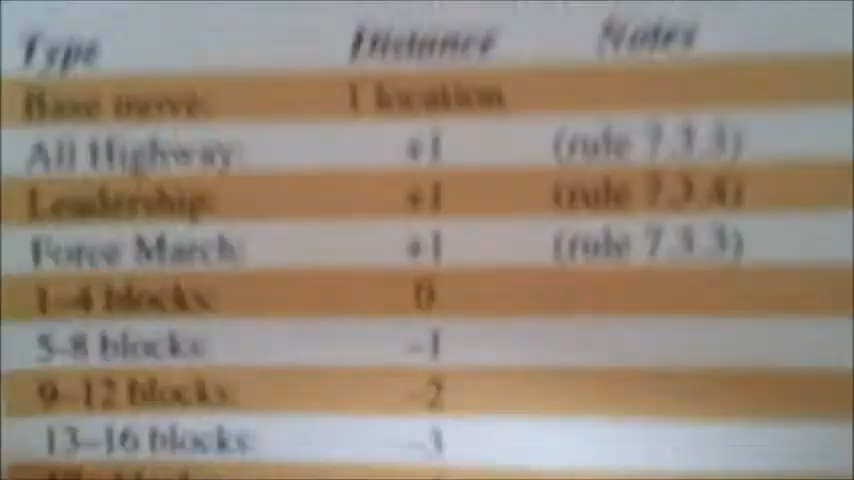 Type Distance Notes
Base move: 1 location
All Highway: +1 (rule 7.3.3)
Leadership: +1 (rule 7.3.4)
Force March: +1 (rule 7.3.3)
1–4 blocks: 0
5–8 blocks: –1
9–12 blocks: –2
13–16 blocks: –3